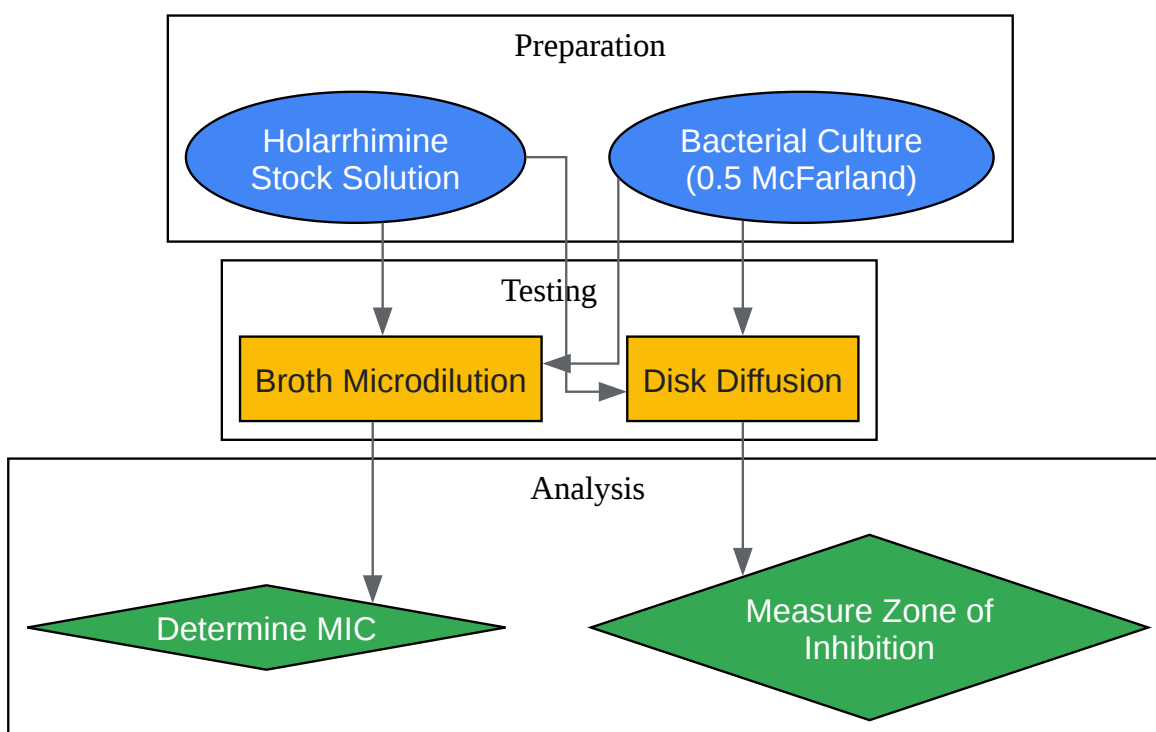 Preparation
Holarrhimine
Stock Solution
Bacterial Culture
(0.5 McFarland)
Testing
Broth Microdilution
Disk Diffusion
Analysis
Determine MIC
Measure Zone of
Inhibition